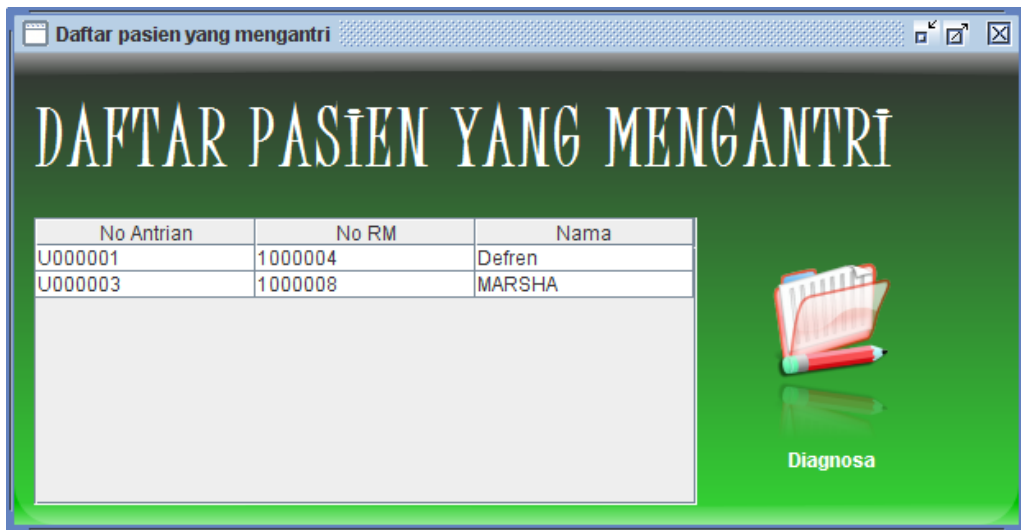 Daftar pasien yang mengantri
DAFTAR PASIEN YANG MENGANTRI
No Antrian No RM Nama
U000001 1000004 Defren
U000003 1000008 MARSHA
Diagnosa